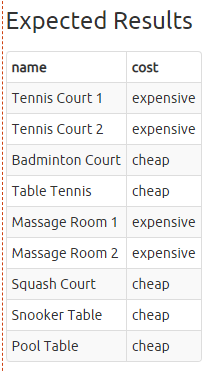 Expected Results
name cost
Tennis Court 1 expensive
Tennis Court 2 expensive
Badminton Court cheap
Table Tennis cheap
Massage Room 1 expensive
Massage Room 2 expensive
Squash Court cheap
Snooker Table cheap
Pool Table cheap